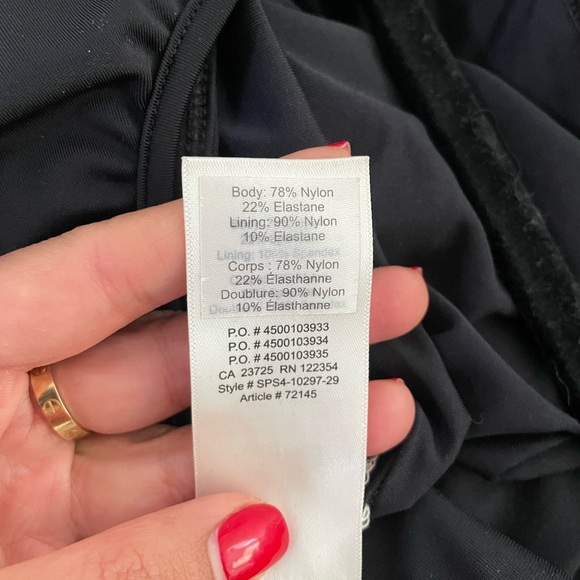 Body: 78% Nylon
22% Elastane
Lining: 90% Nylon
10% Elastane
Corps : 78% Nylon
22% Élasthanne
Doublure: 90% Nylon
10% Élasthanne
P.O. # 4500103933
P.O. # 4500103934
P.O. # 4500103935
CA 23725 RN 122354
Style # SPS4-10297-29
Article # 72145